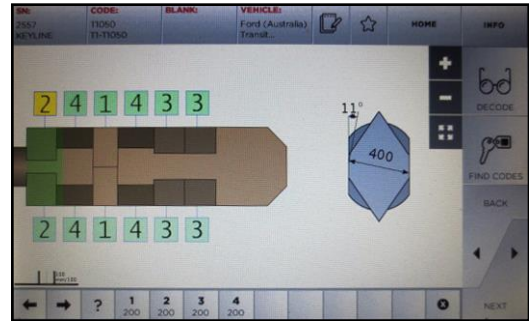 SN:
2557
KEYLINE
CODE:
T1050
T1-T1050
BLANK:
VEHICLE:
Ford (Australia)
Transit...
HOME
INFO
+
DECODE
-
2 4 1 4 3 3
11°
400
FIND CODES
BACK
2 4 1 4 3 3
?
1
200
2
200
3
200
4
200
x
NEXT